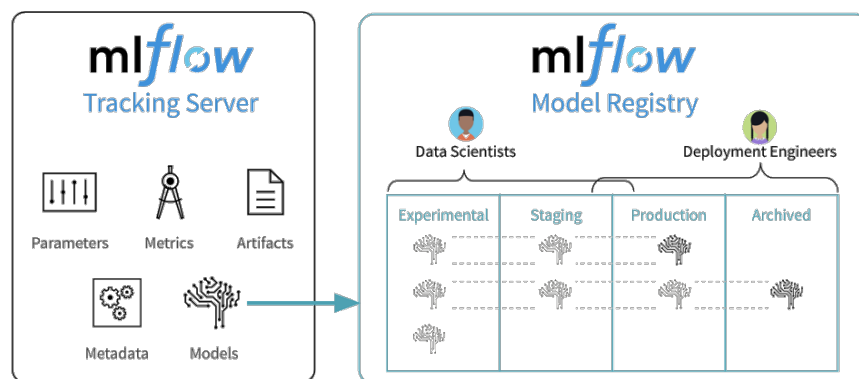 mlflow
Tracking Server
Parameters
Metrics
Artifacts
Metadata
Models
mlflow
Model Registry
Data Scientists
Deployment Engineers
Experimental
Staging
Production
Archived